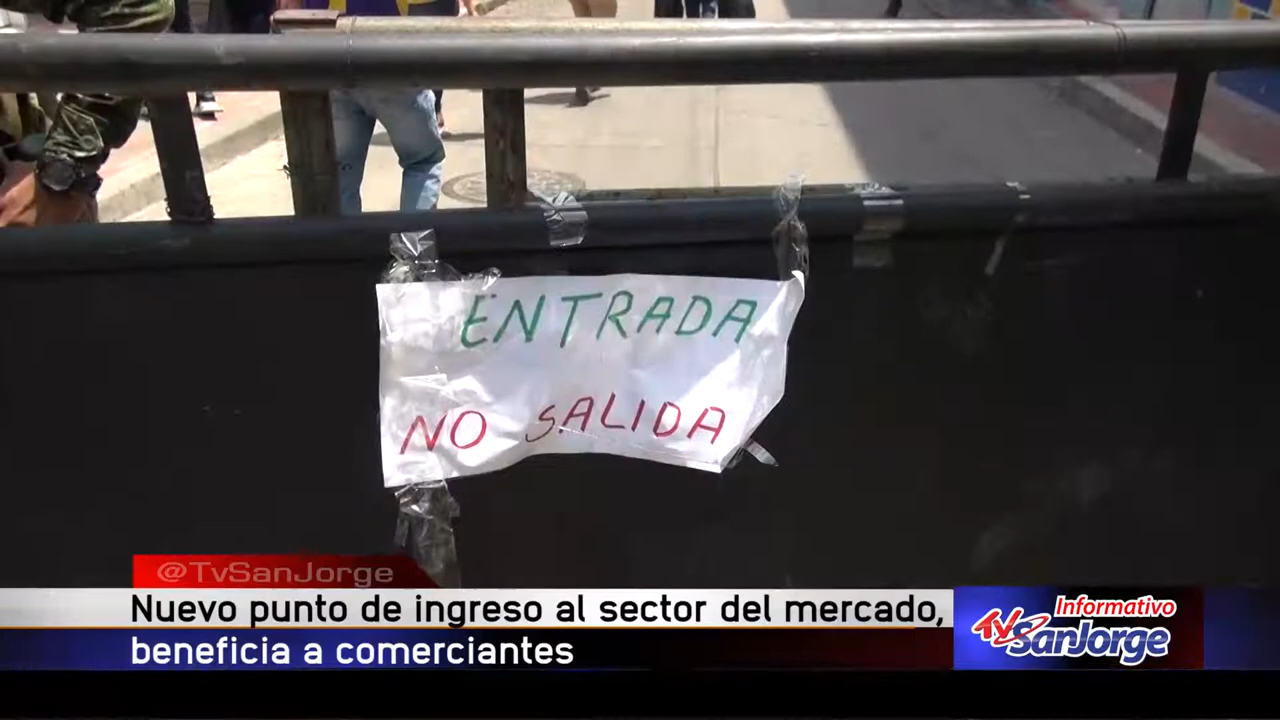 ENTRADA
NO SALIDA
@TvSanJorge
Nuevo punto de ingreso al sector del mercado,
beneficia a comerciantes
Informativo
TV SanJorge